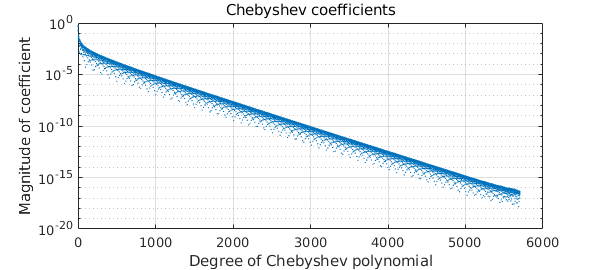 Chebyshev coefficients
Magnitude of coefficient
10^0
10^-5
10^-10
10^-15
10^-20
0 1000 2000 3000 4000 5000 6000
Degree of Chebyshev polynomial